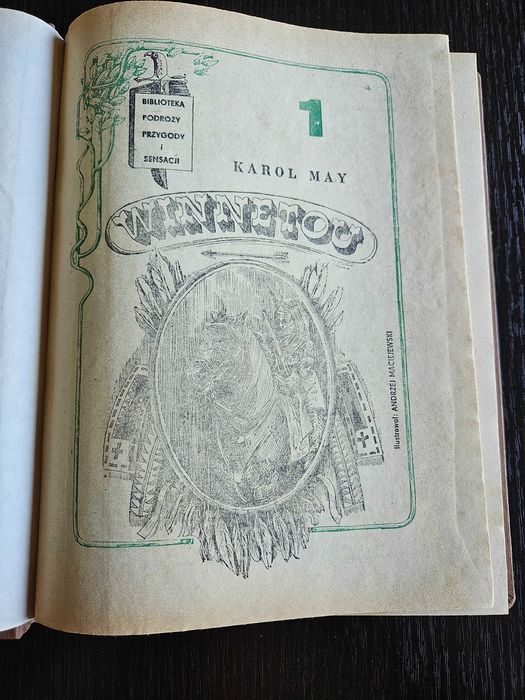 BIBLIOTEKA
PODRÓŻY
PRZYGODY
i
SENSACJI
1
KAROL MAY
WINNETOU
Ilustrował: ANDRZEJ MACIEJEWSKI